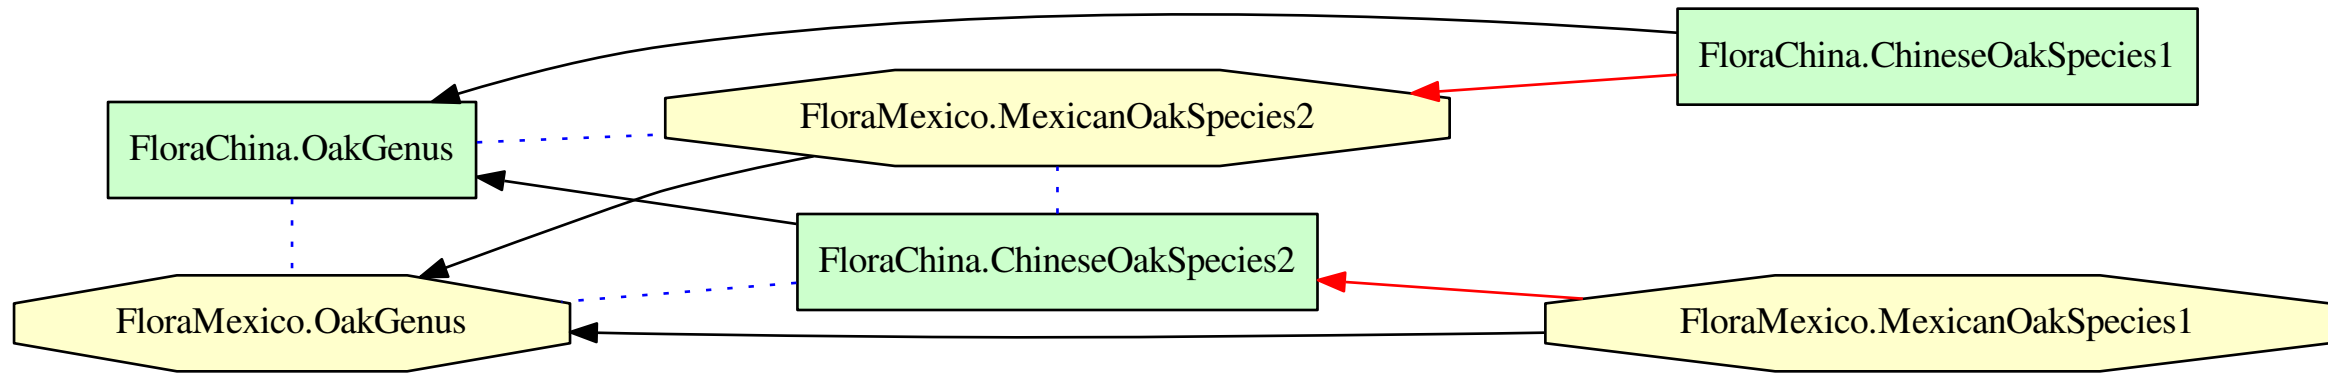 FloraChina.ChineseOakSpecies1
FloraMexico.MexicanOakSpecies2
FloraChina.OakGenus
FloraChina.ChineseOakSpecies2
FloraMexico.OakGenus
FloraMexico.MexicanOakSpecies1